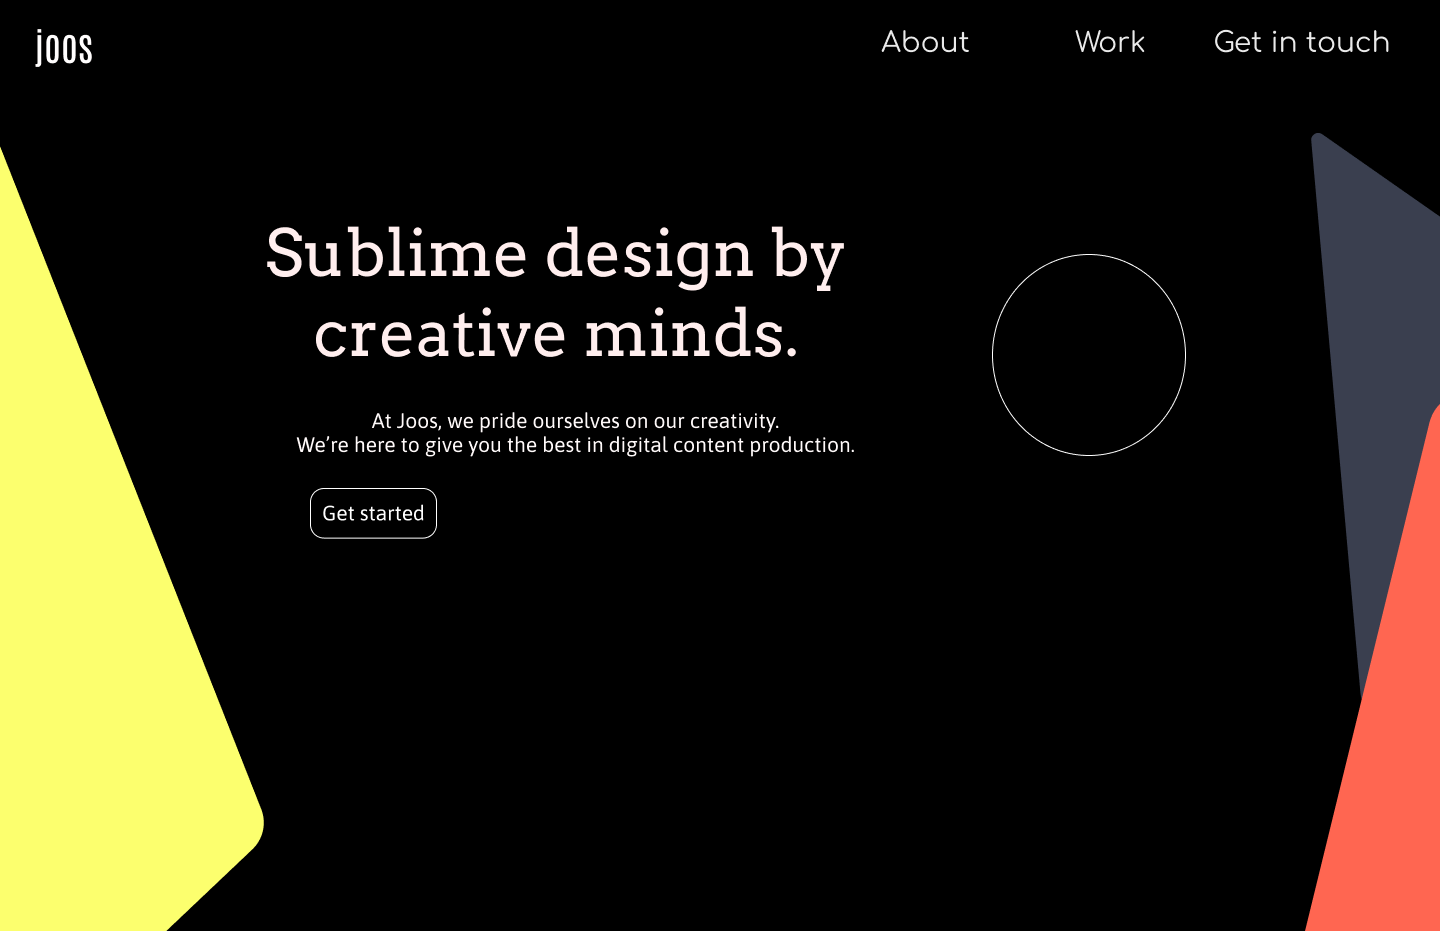 joos
About Work Get in touch
Sublime design by
creative minds.
At Joos, we pride ourselves on our creativity.
We’re here to give you the best in digital content production.
Get started